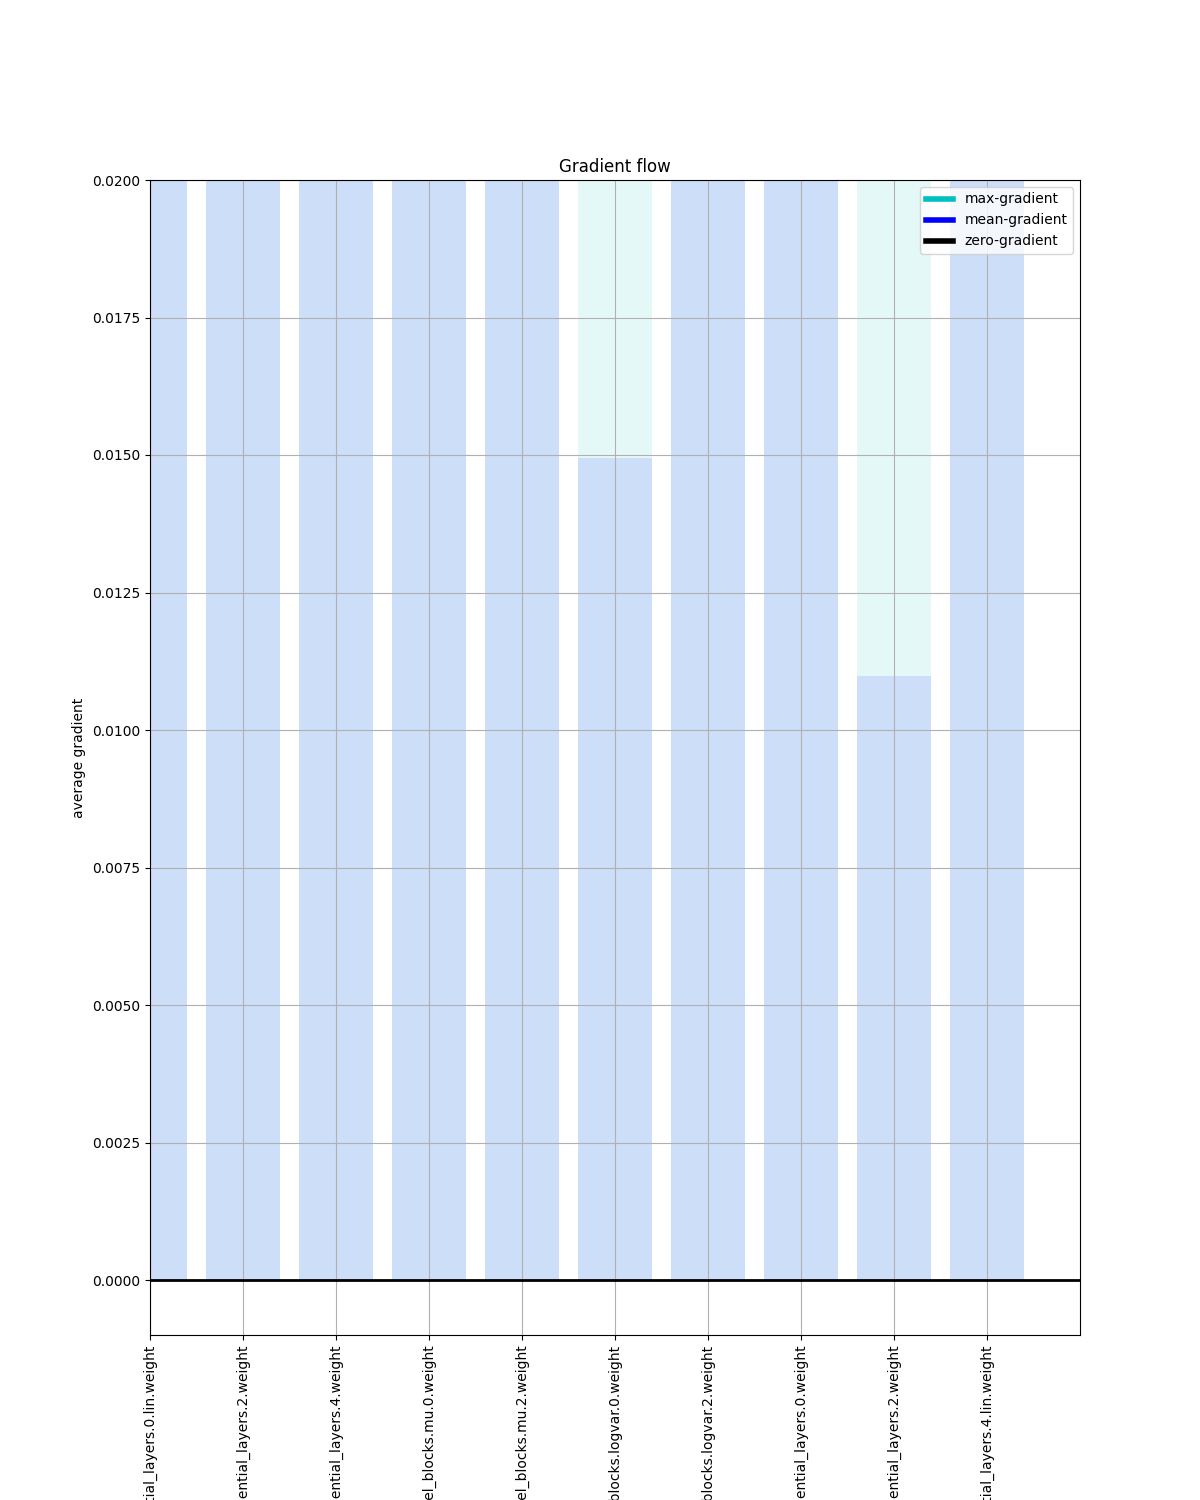 Gradient flow
max-gradient
mean-gradient
zero-gradient
0.0200
0.0175
0.0150
0.0125
0.0100
0.0075
0.0050
0.0025
0.0000
average gradient
tial_layers.0.lin.weight
ential_layers.2.weight
ential_layers.4.weight
el_blocks.mu.0.weight
el_blocks.mu.2.weight
blocks.logvar.0.weight
blocks.logvar.2.weight
ential_layers.0.weight
ential_layers.2.weight
tial_layers.4.lin.weight